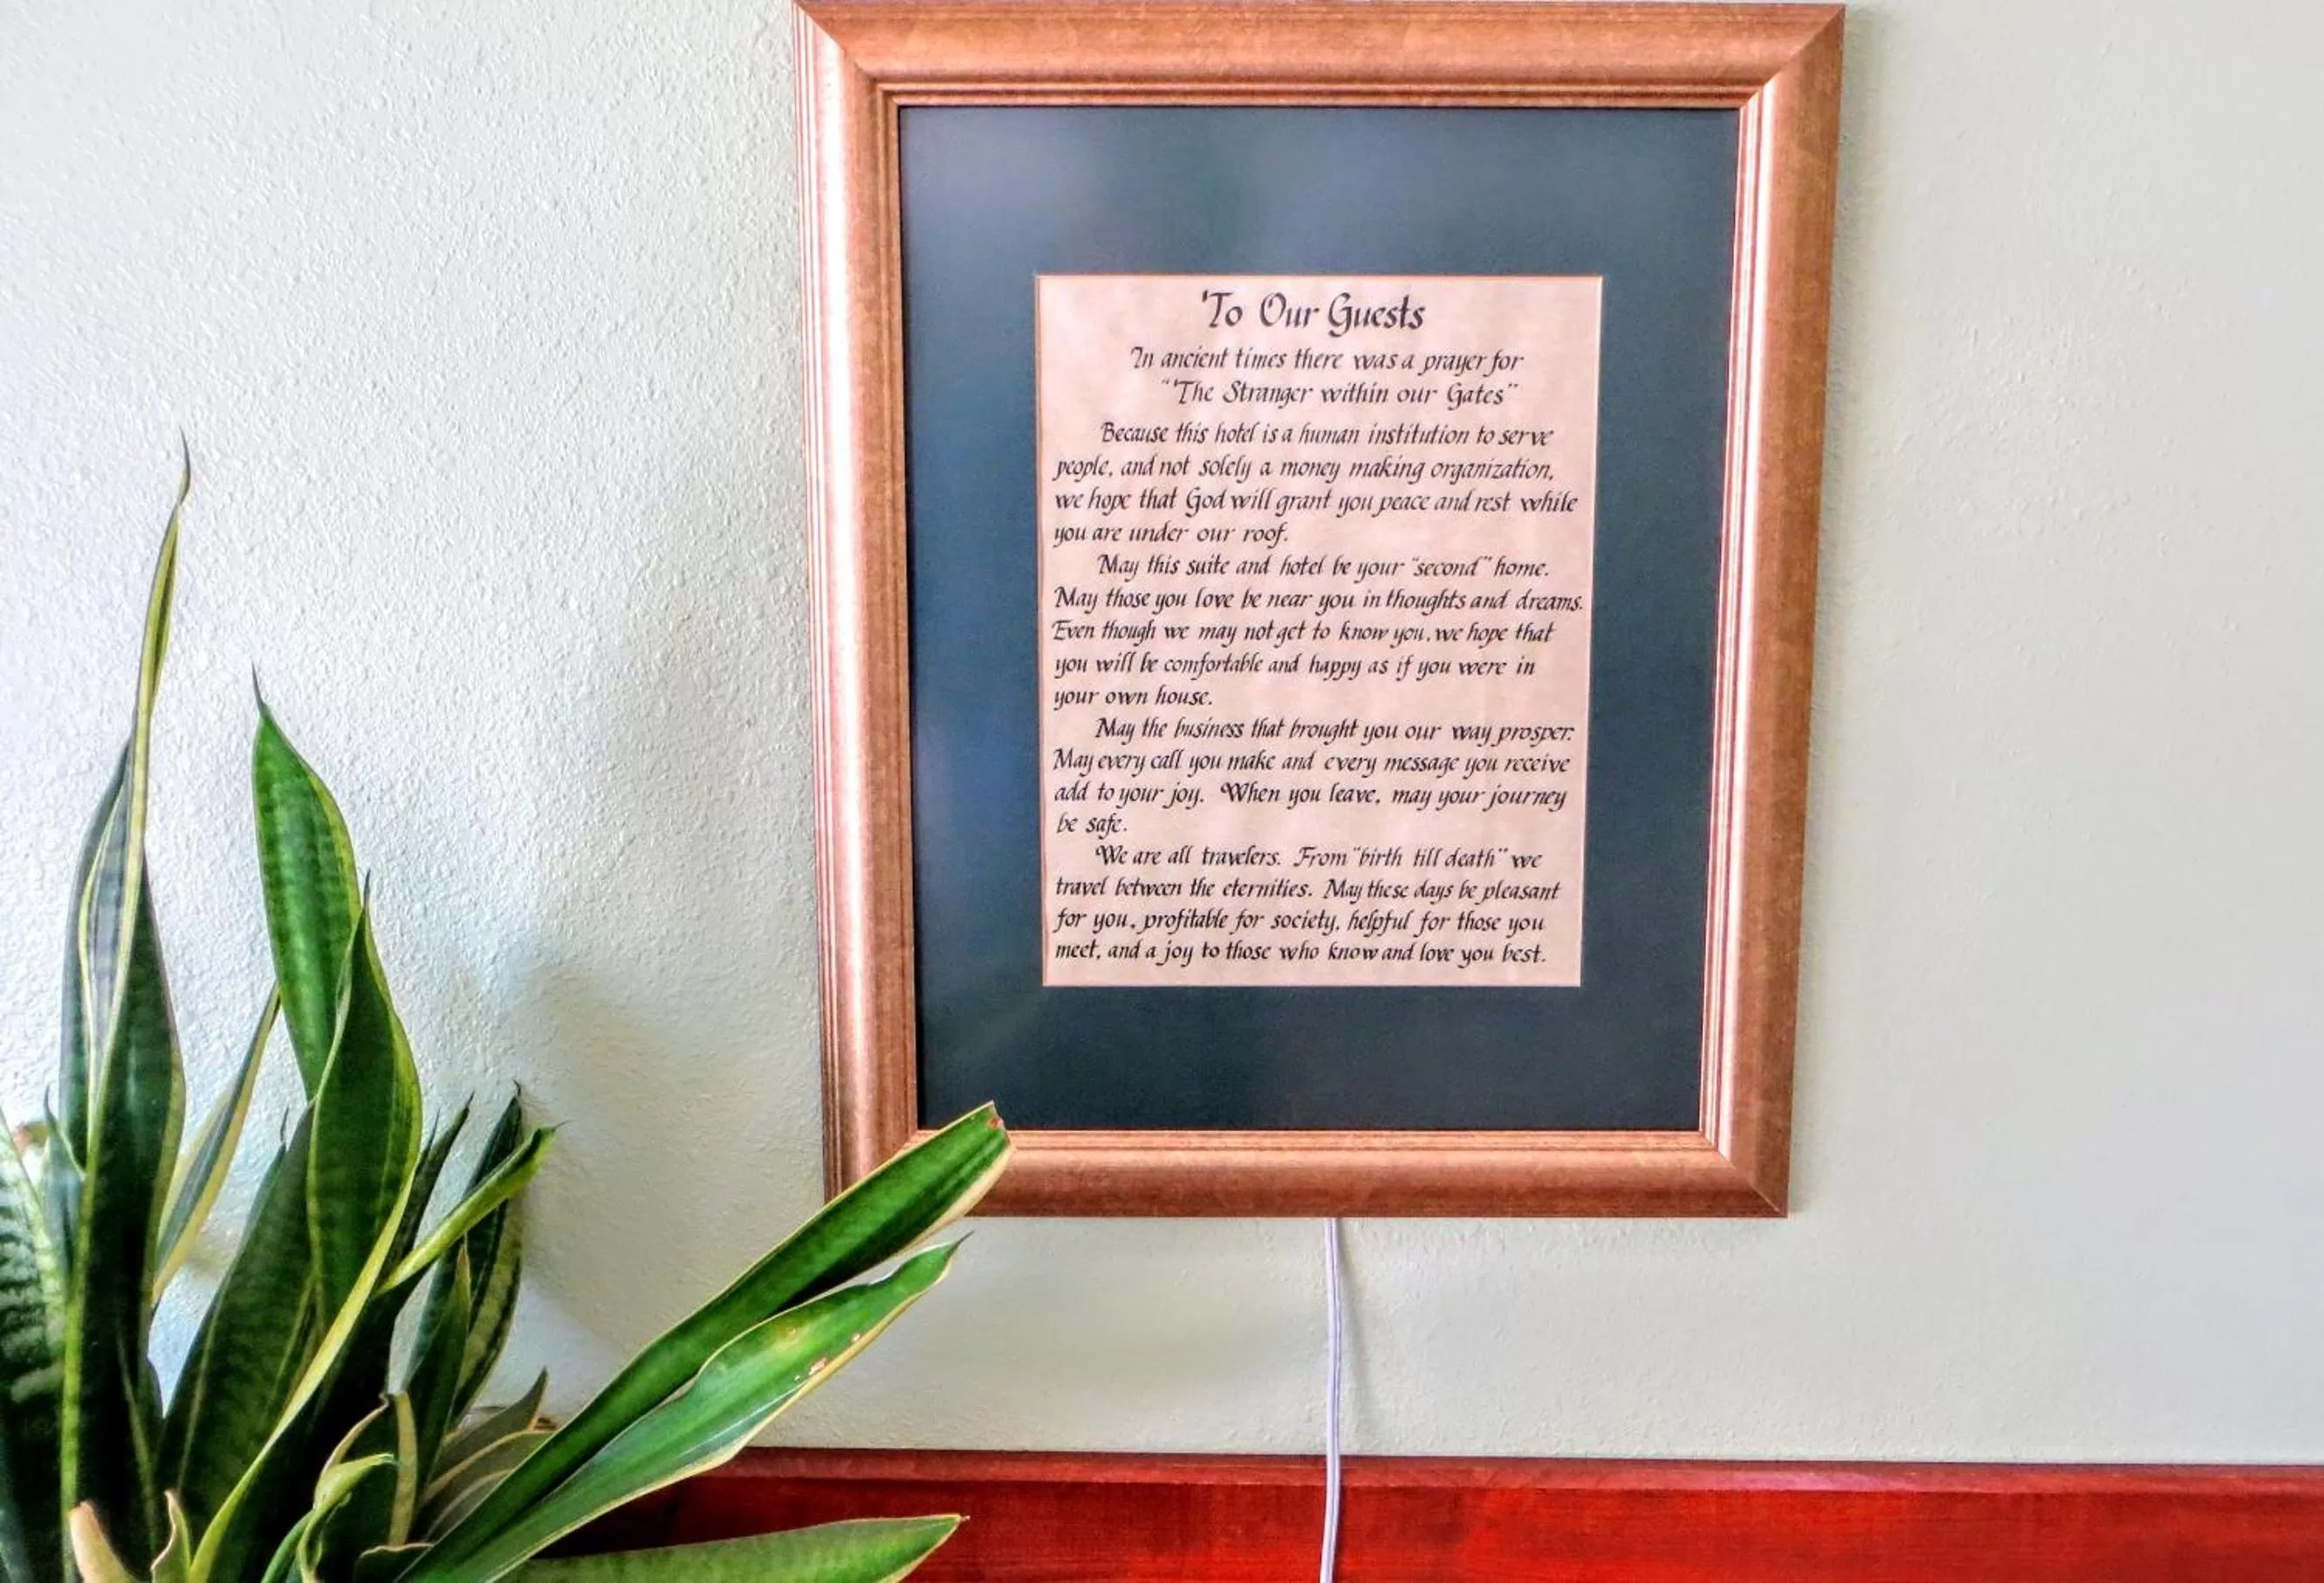 To Our Guests
In ancient times there was a prayer for
"The Stranger within our Gates"
Because this hotel is a human institution to serve
people, and not solely a money making organization,
we hope that God will grant you peace and rest while
you are under our roof.
May this suite and hotel be your "second" home.
May those you love be near you in thoughts and dreams.
Even though we may not get to know you, we hope that
you will be comfortable and happy as if you were in
your own house.
May the business that brought you our way prosper.
May every call you make and every message you receive
add to your joy. When you leave, may your journey
be safe.
We are all travelers. From "birth till death" we
travel between the eternities. May these days be pleasant
for you, profitable for society, helpful for those you
meet, and a joy to those who know and love you best.